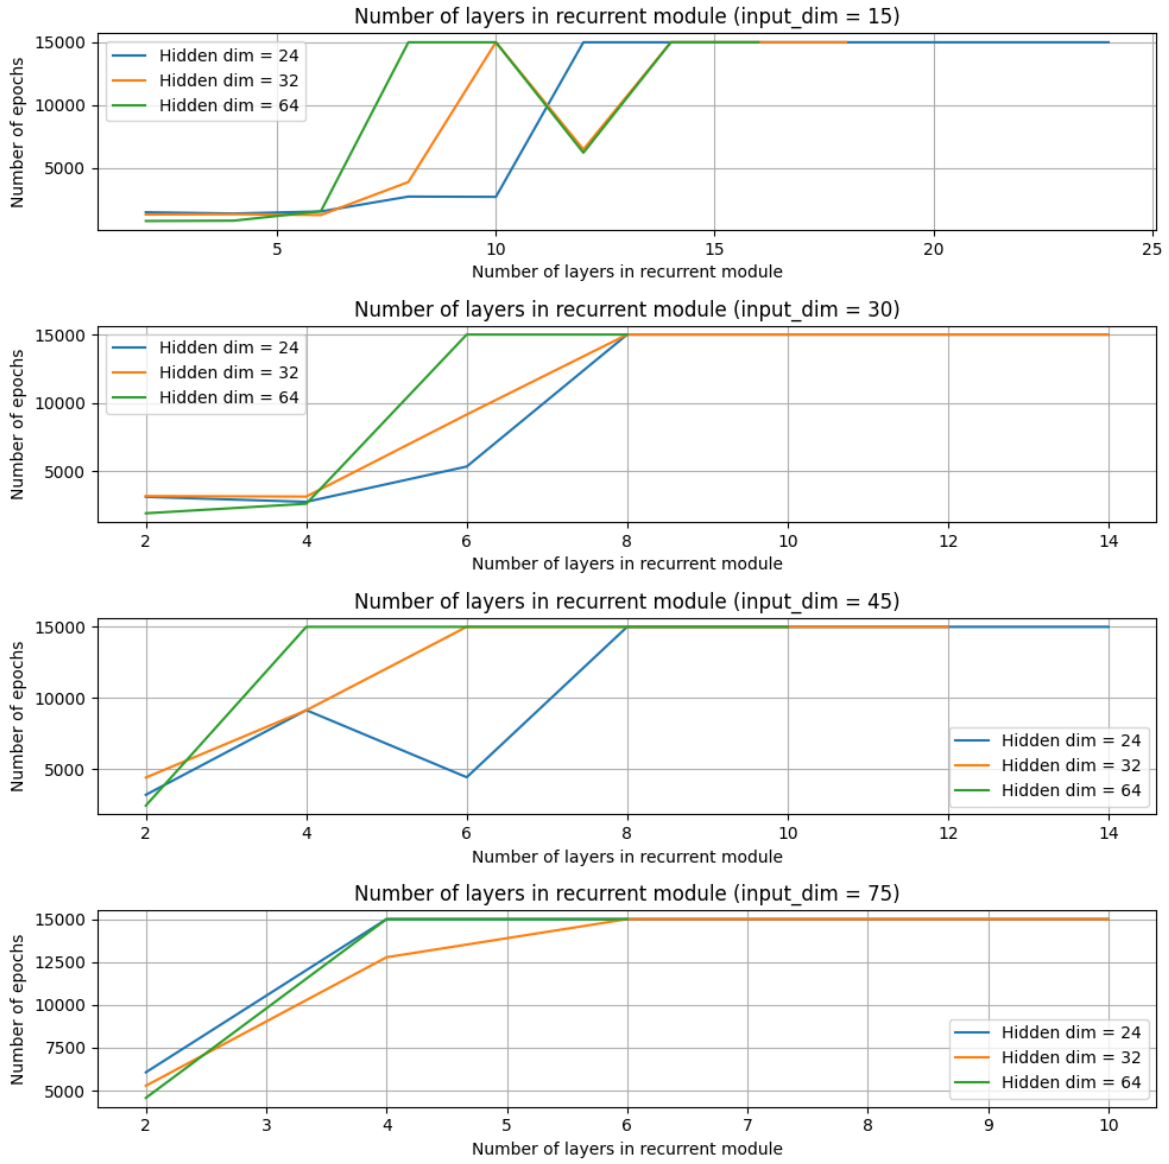 Number of layers in recurrent module (input_dim = 15)
Number of epochs
15000
10000
5000
Hidden dim = 24
Hidden dim = 32
Hidden dim = 64
5 10 15 20 25
Number of layers in recurrent module
Number of layers in recurrent module (input_dim = 30)
Number of epochs
15000
10000
5000
Hidden dim = 24
Hidden dim = 32
Hidden dim = 64
2 4 6 8 10 12 14
Number of layers in recurrent module
Number of layers in recurrent module (input_dim = 45)
Number of epochs
15000
10000
5000
Hidden dim = 24
Hidden dim = 32
Hidden dim = 64
2 4 6 8 10 12 14
Number of layers in recurrent module
Number of layers in recurrent module (input_dim = 75)
Number of epochs
15000
12500
10000
7500
5000
Hidden dim = 24
Hidden dim = 32
Hidden dim = 64
2 3 4 5 6 7 8 9 10
Number of layers in recurrent module